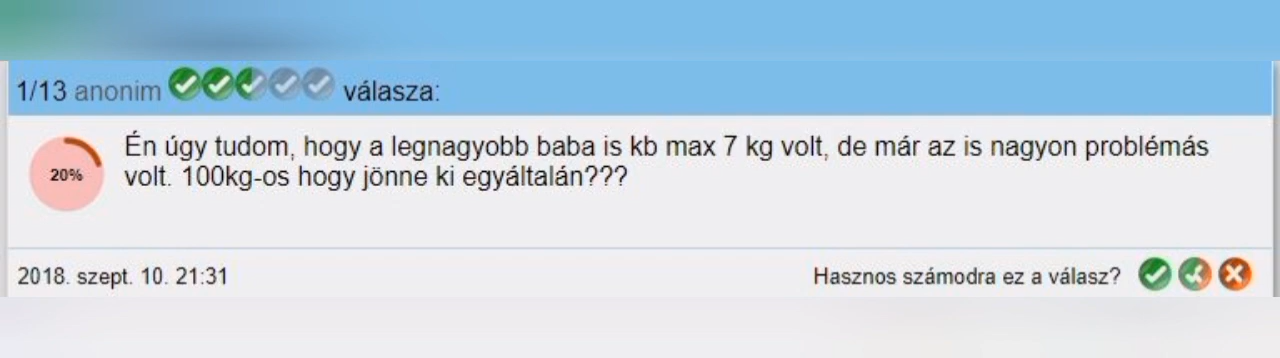 1/13 anonim válasza:
20%
Én úgy tudom, hogy a legnagyobb baba is kb max 7 kg volt, de már az is nagyon problémás
volt. 100kg-os hogy jönne ki egyáltalán???
2018. szept. 10. 21:31
Hasznos számodra ez a válasz?